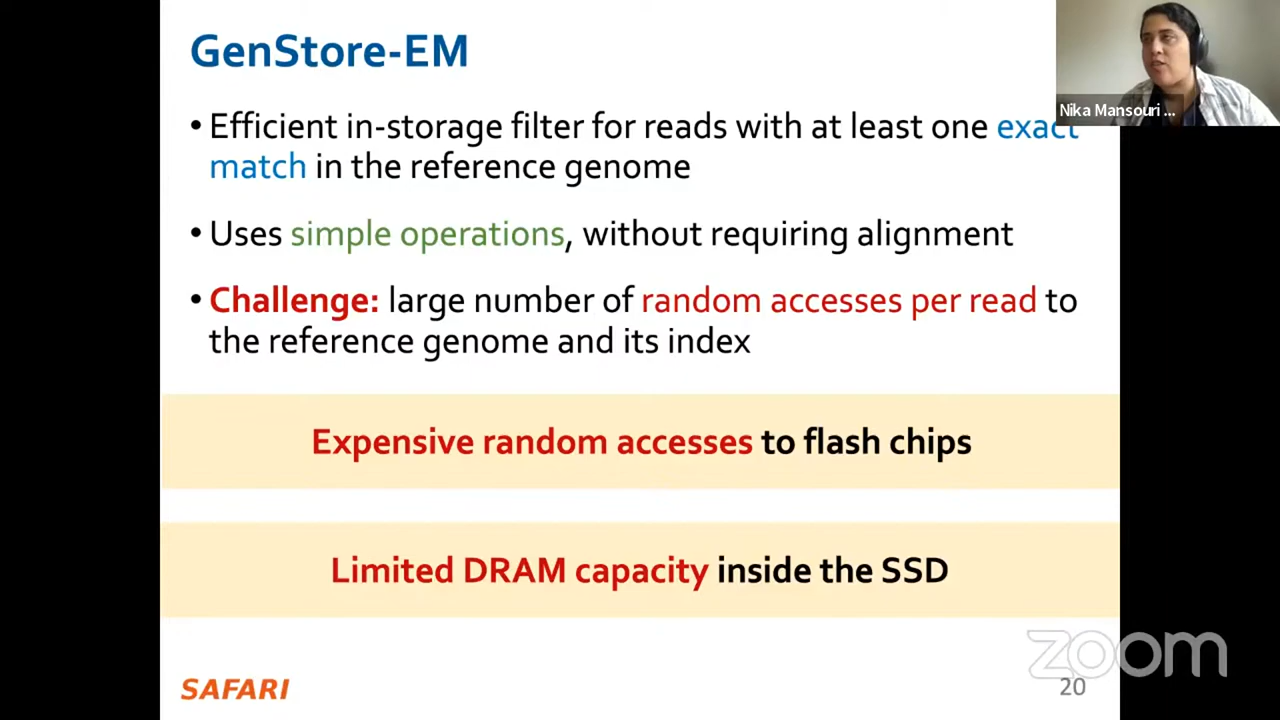 GenStore-EM
• Efficient in-storage filter for reads with at least one exact
match in the reference genome
• Uses simple operations, without requiring alignment
• Challenge: large number of random accesses per read to
the reference genome and its index
Expensive random accesses to flash chips
Limited DRAM capacity inside the SSD
SAFARI
20
Nika Mansouri ...
zoom